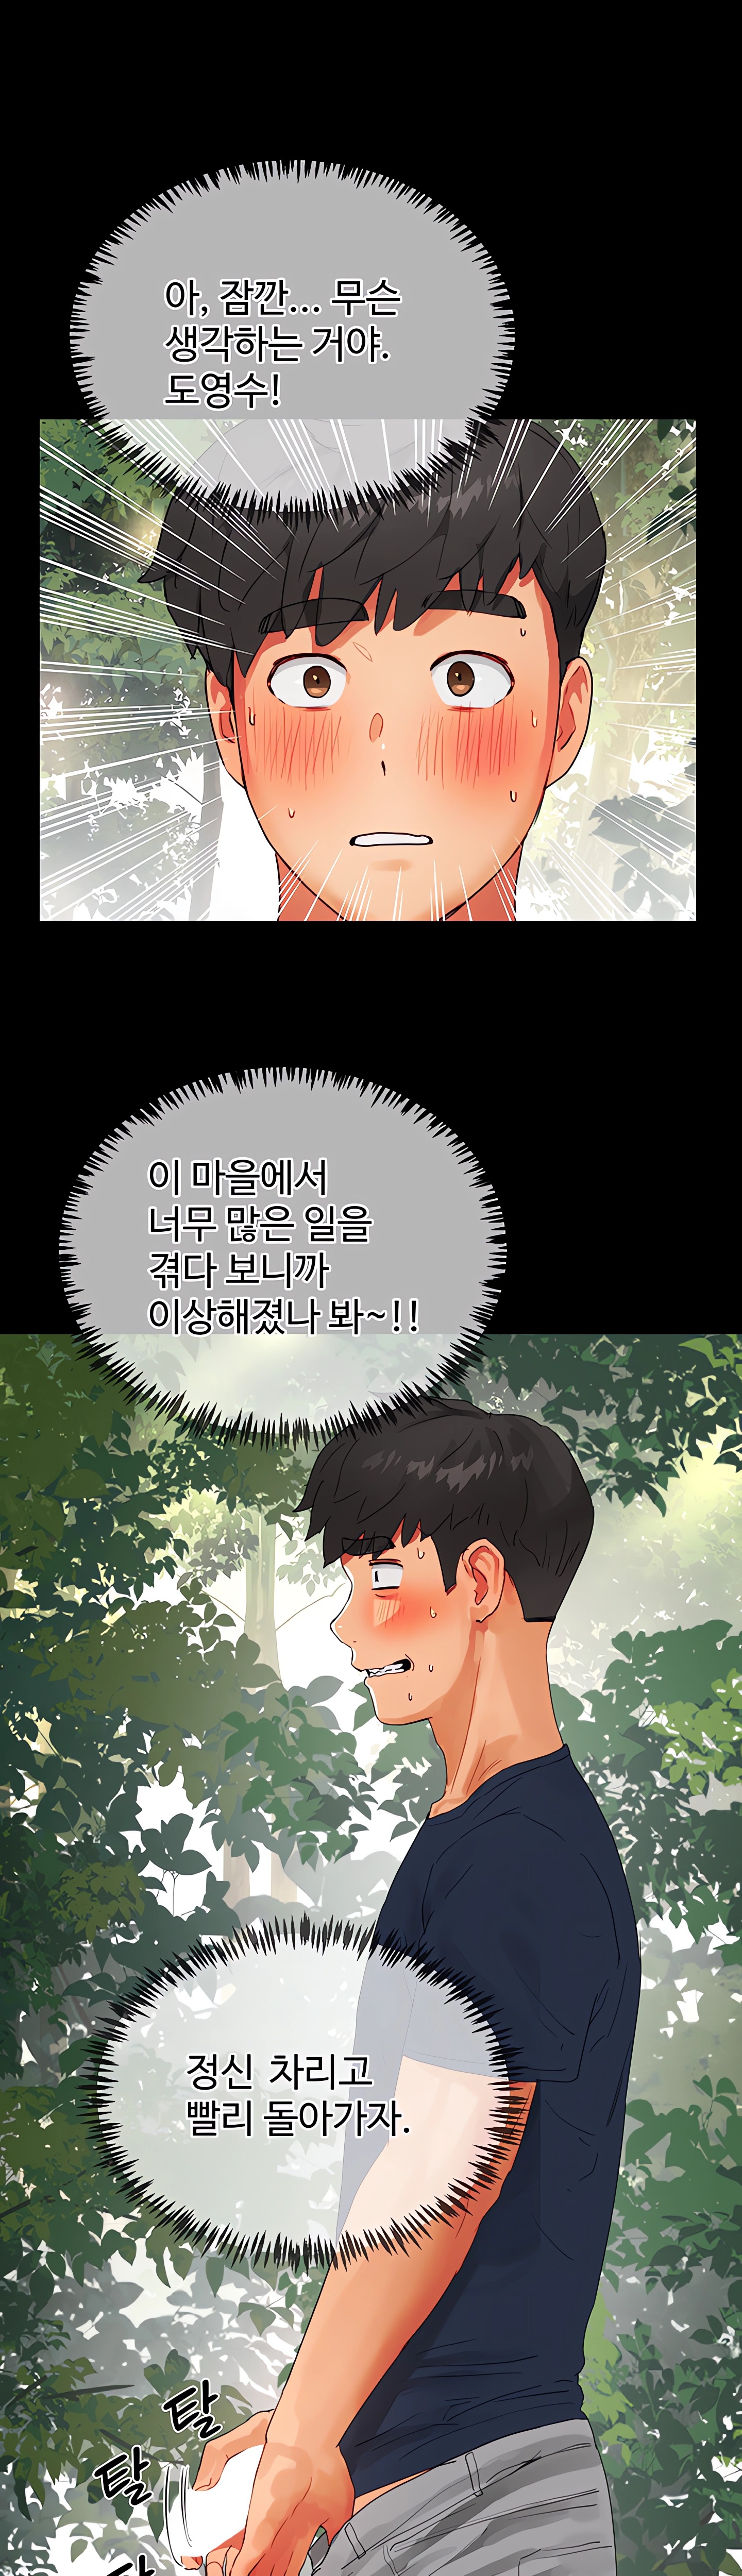 아, 잠깐... 무슨
생각하는 거야.
도영수!
이 마을에서
너무 많은 일을
겪다 보니까
이상해졌나 봐~!!
정신 차리고
빨리 돌아가자.
탈
탈